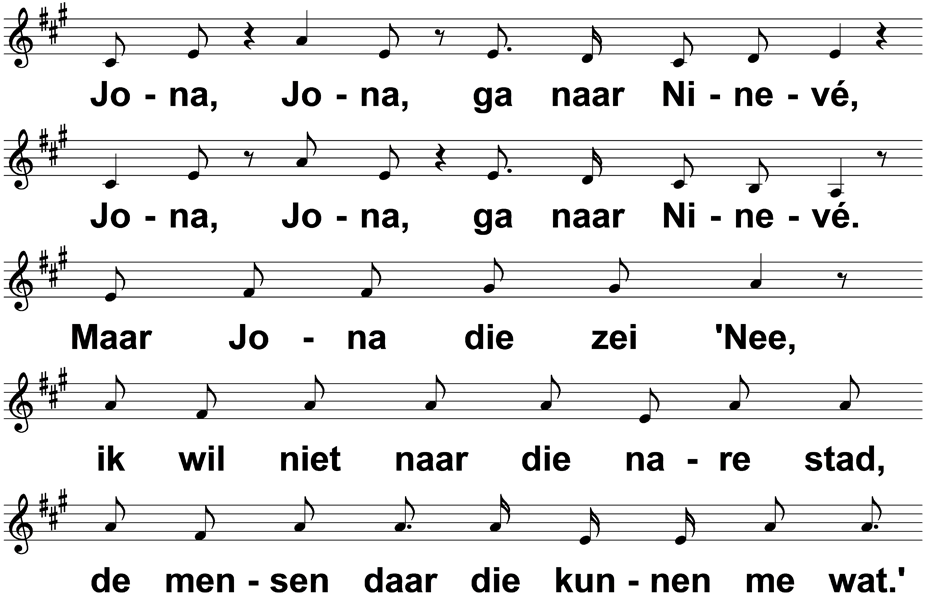 Jo - na, Jo - na, ga naar Ni - ne - vé,
Jo - na, Jo - na, ga naar Ni - ne - vé.
Maar Jo - na die zei 'Nee,
ik wil niet naar die na - re stad,
de men - sen daar die kun - nen me wat.'